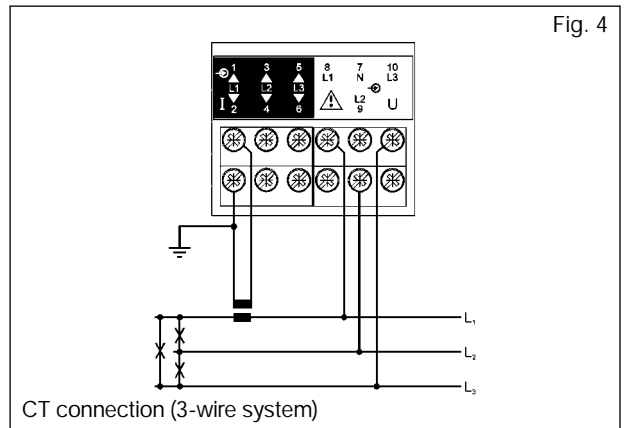 Fig. 4
1 3 5 8 7 10
L1 N L3
L1 L2 L3
I 2 4 6 L2 9 U
L₁
L₂
L₃
CT connection (3-wire system)